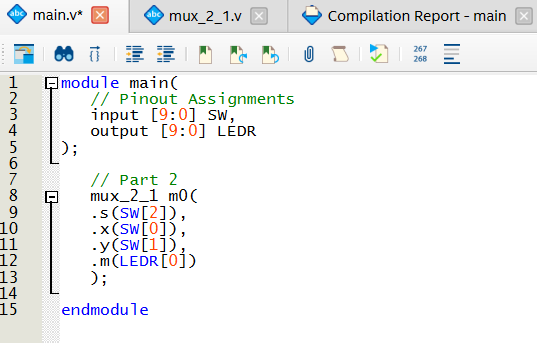 main.v* mux_2_1.v Compilation Report - main
267
268
1 module main(
2 // Pinout Assignments
3 input [9:0] SW,
4 output [9:0] LEDR
5 );
6
7 // Part 2
8 mux_2_1 m0(
9 .s(SW[2]),
10 .x(SW[0]),
11 .y(SW[1]),
12 .m(LEDR[0])
13 );
14
15 endmodule